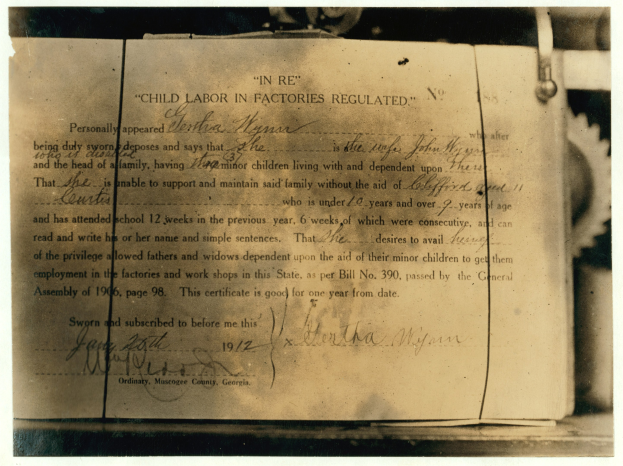 "IN RE"
"CHILD LABOR IN FACTORIES REGULATED." No
Personally appeared Gertha Wynn who after
being duly sworn deposes and says that she is the wife John Wynn
who is disabled
and the head of a family, having (3) minor children living with and dependent upon them
That she is unable to support and maintain said family without the aid of Clifford aged 11
Curtis who is under 10 years and over 9 years of age
and has attended school 12 weeks in the previous year, 6 weeks of which were consecutive, and can
read and write his or her name and simple sentences. That she desires to avail herself
of the privilege allowed fathers and widows dependent upon the aid of their minor children to get them
employment in the factories and work shops in this State, as per Bill No. 390, passed by the General
Assembly of 1906, page 98. This certificate is good for one year from date.
Sworn and subscribed to before me this
Jany 25th 1912 x Gertha Wynn
Ordinary, Muscogee County, Georgia.